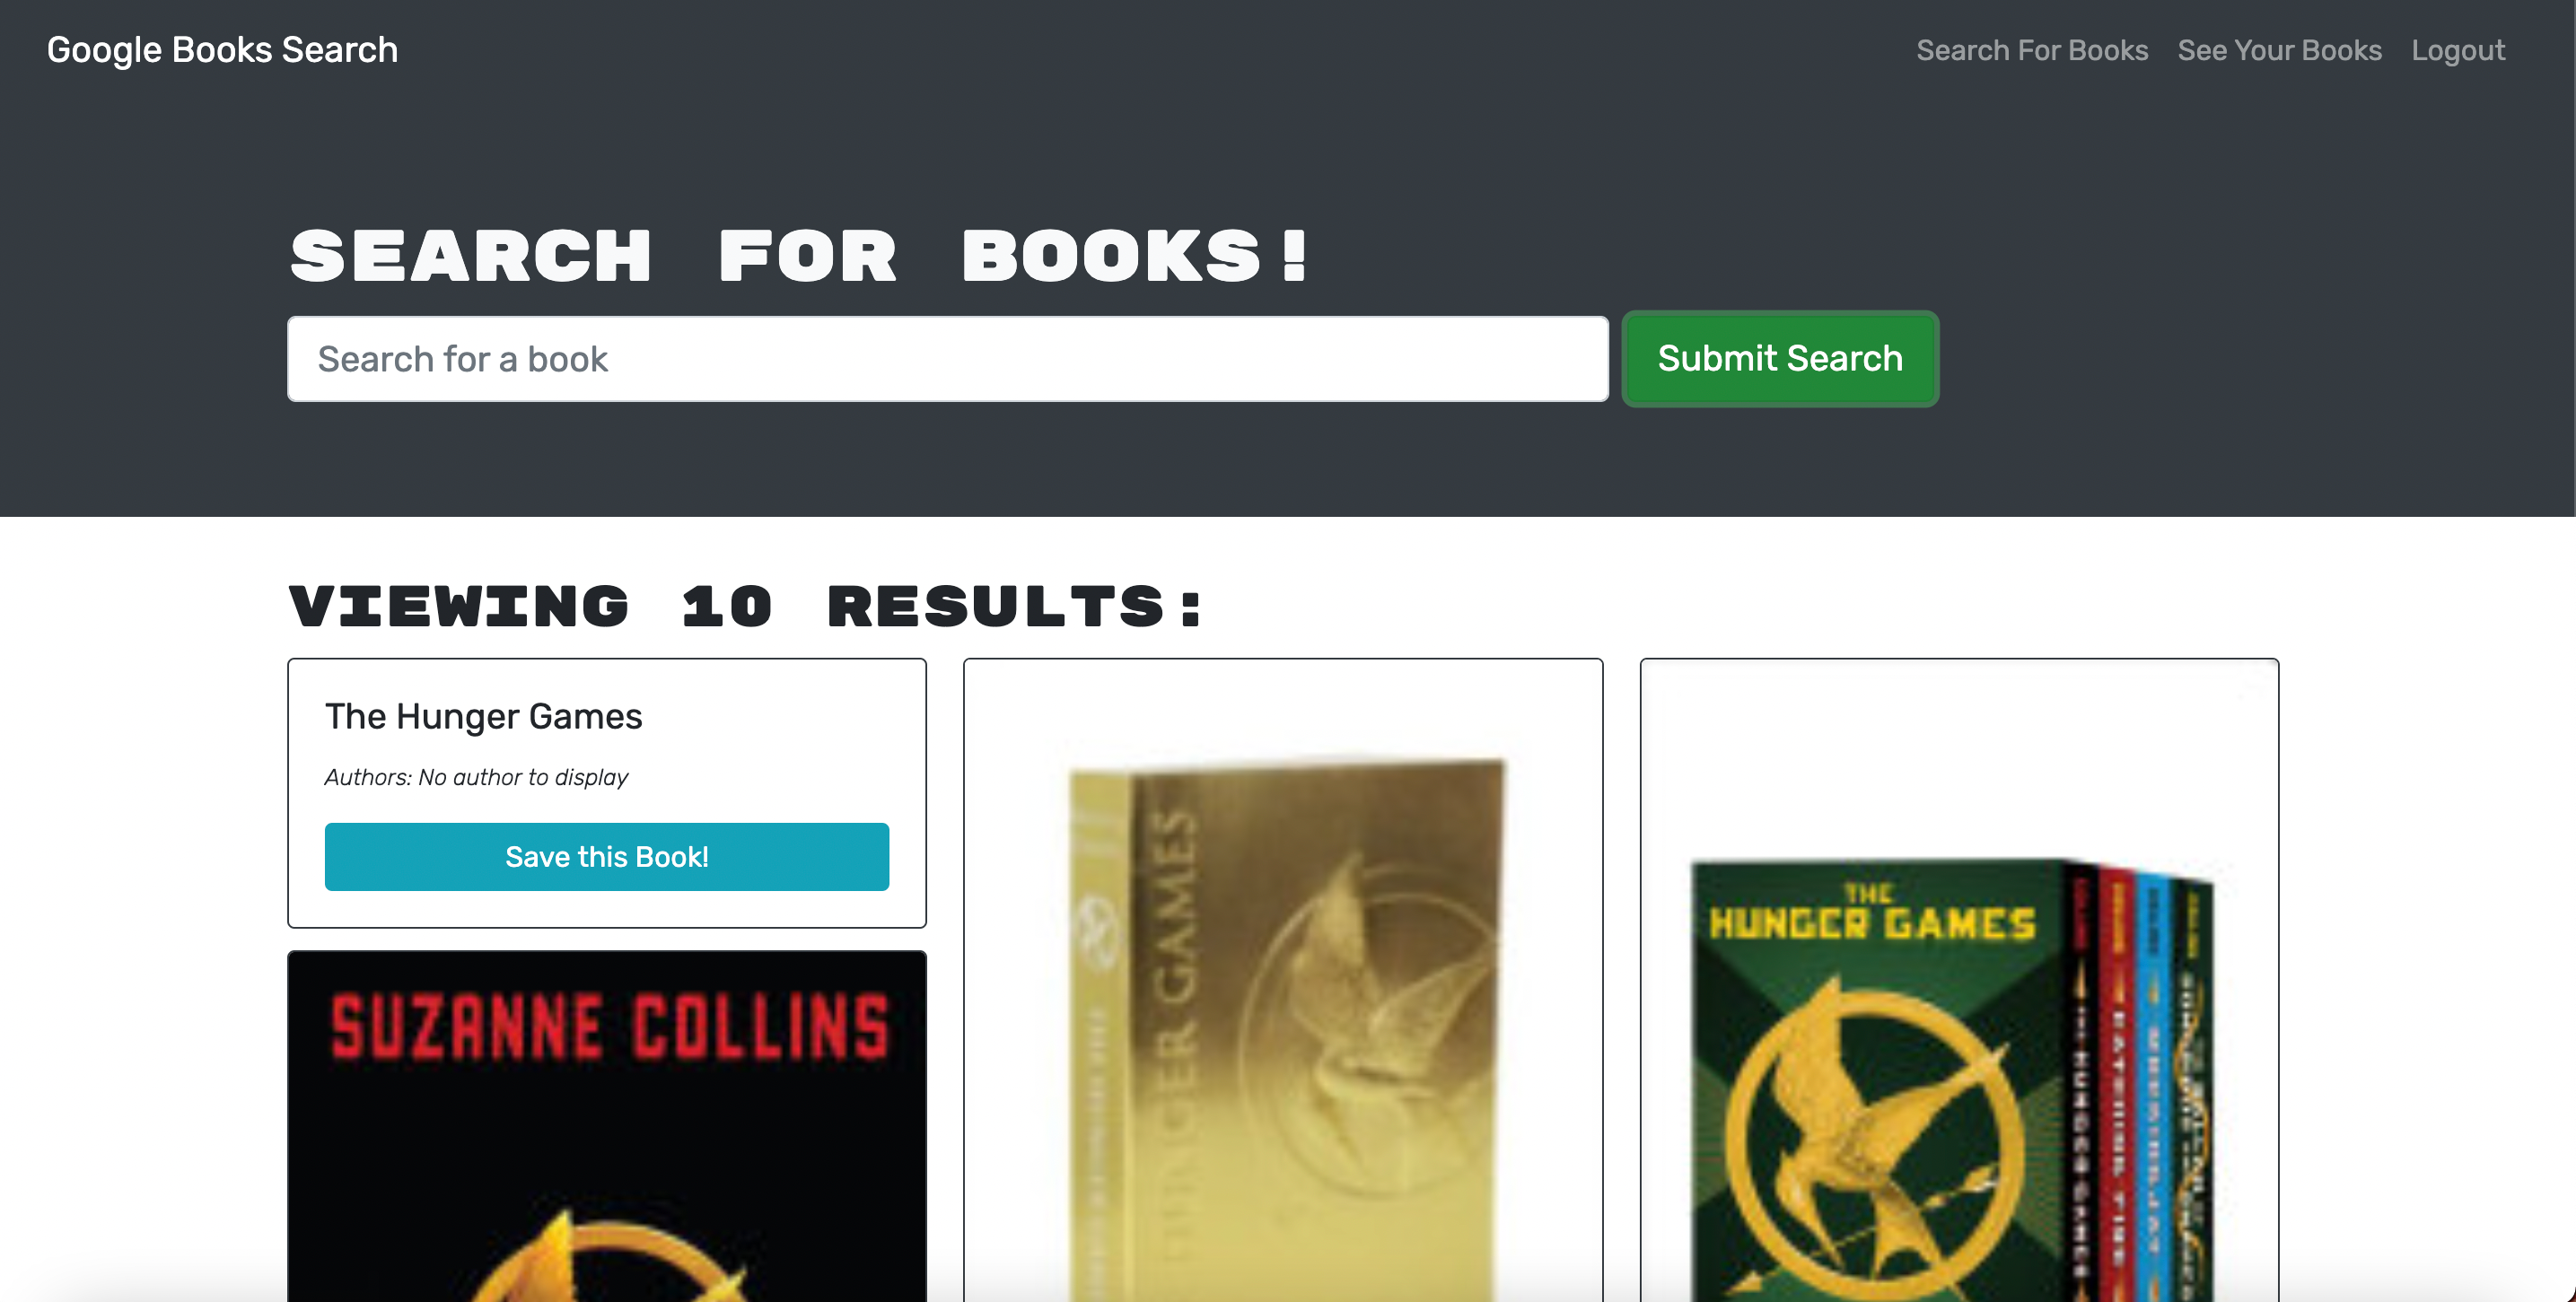 Google Books Search
Search For Books See Your Books Logout
SEARCH FOR BOOKS!
Search for a book
Submit Search
VIEWING 10 RESULTS:
The Hunger Games
Authors: No author to display
Save this Book!
SUZANNE COLLINS
GAMES
THE
HUNGER GAMES